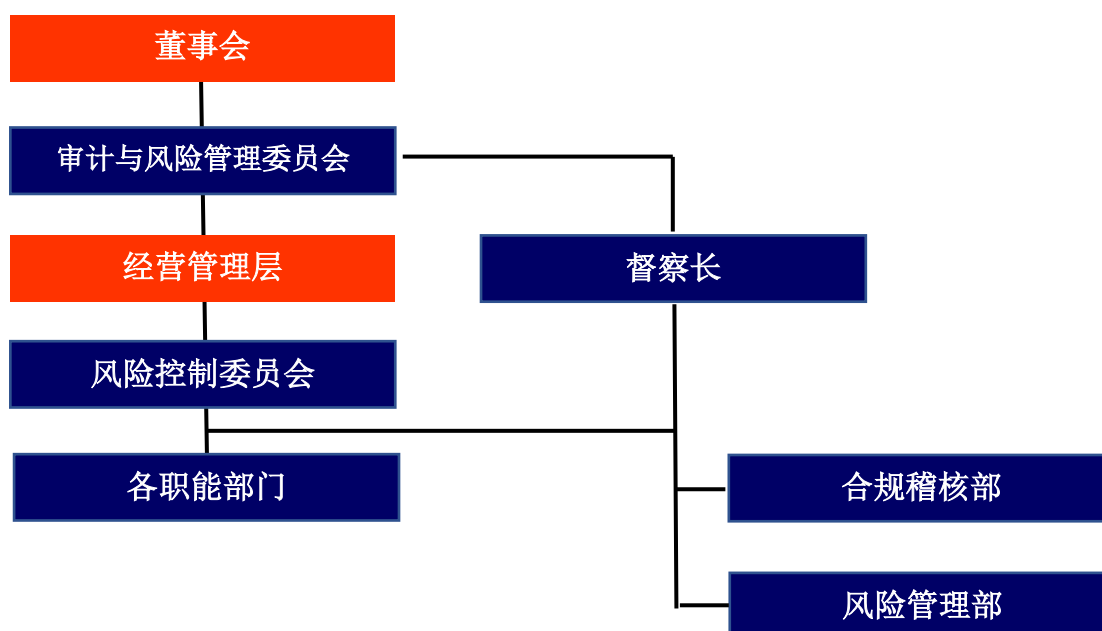 董事会
审计与风险管理委员会
经营管理层
督察长
风险控制委员会
各职能部门
合规稽核部
风险管理部